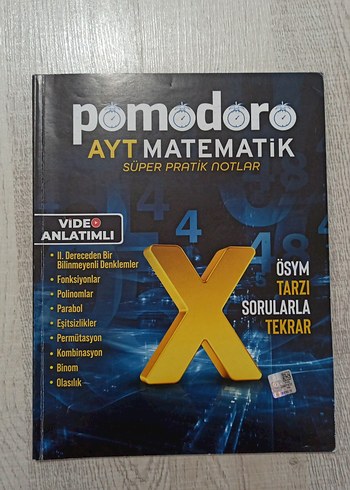 pomodoro
AYT MATEMATİK
SÜPER PRATİK NOTLAR
VİDEO
ANLATIMLI
• II. Dereceden Bir
Bilinmeyenli Denklemler
• Fonksiyonlar
• Polinomlar
• Parabol
• Eşitsizlikler
• Permütasyon
• Kombinasyon
• Binom
• Olasılık
X
ÖSYM
TARZI
SORULARLA
TEKRAR